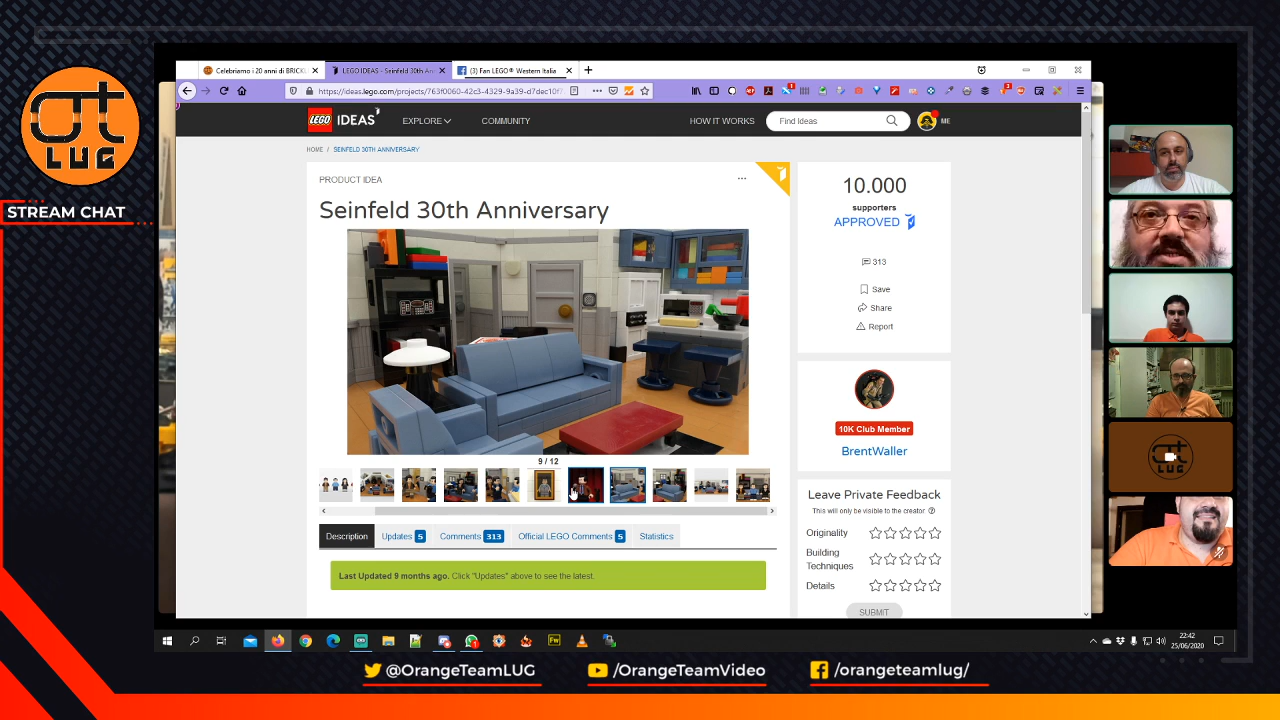 LUG
STREAM CHAT
Celebriamo i 20 anni di BRICK
LEGO IDEAS - Seinfeld 30th An
(3) Fan LEGO® Western Italia
https://ideas.lego.com/projects/763f0060-42c3-4329-9a39-d7dec10f
LEGO IDEAS
EXPLORE
COMMUNITY
HOW IT WORKS
Find Ideas
ME
HOME / SEINFELD 30TH ANNIVERSARY
PRODUCT IDEA
Seinfeld 30th Anniversary
9 / 12
Description
Updates 5
Comments 313
Official LEGO Comments 5
Statistics
Last Updated 9 months ago. Click "Updates" above to see the latest.
10.000
supporters
APPROVED
313
Save
Share
Report
10K Club Member
BrentWaller
Leave Private Feedback
This will only be visible to the creator
Originality
Building
Techniques
Details
SUBMIT
LUG
Fw
22:42
25/06/2020
@OrangeTeamLUG
/OrangeTeamVideo
/orangeteamlug/